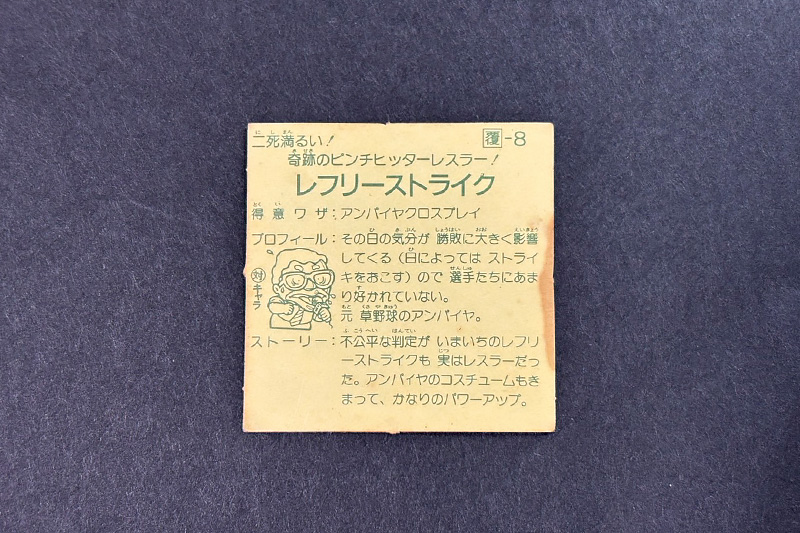 二死満るい! 覆-8
奇跡のピンチヒッターレスラー!
レフリーストライク
得意ワザ:アンパイヤクロスプレイ
プロフィール:その日の気分が 勝敗に大きく影響
してくる(日によっては ストライ
キをおこす)ので 選手たちにあま
り好かれていない。
元 草野球のアンパイヤ。
対キャラ
ストーリー:不公平な判定が いまいちのレフリ
ーストライクも 実はレスラーだっ
た。アンパイヤのコスチュームもき
まって、かなりのパワーアップ。